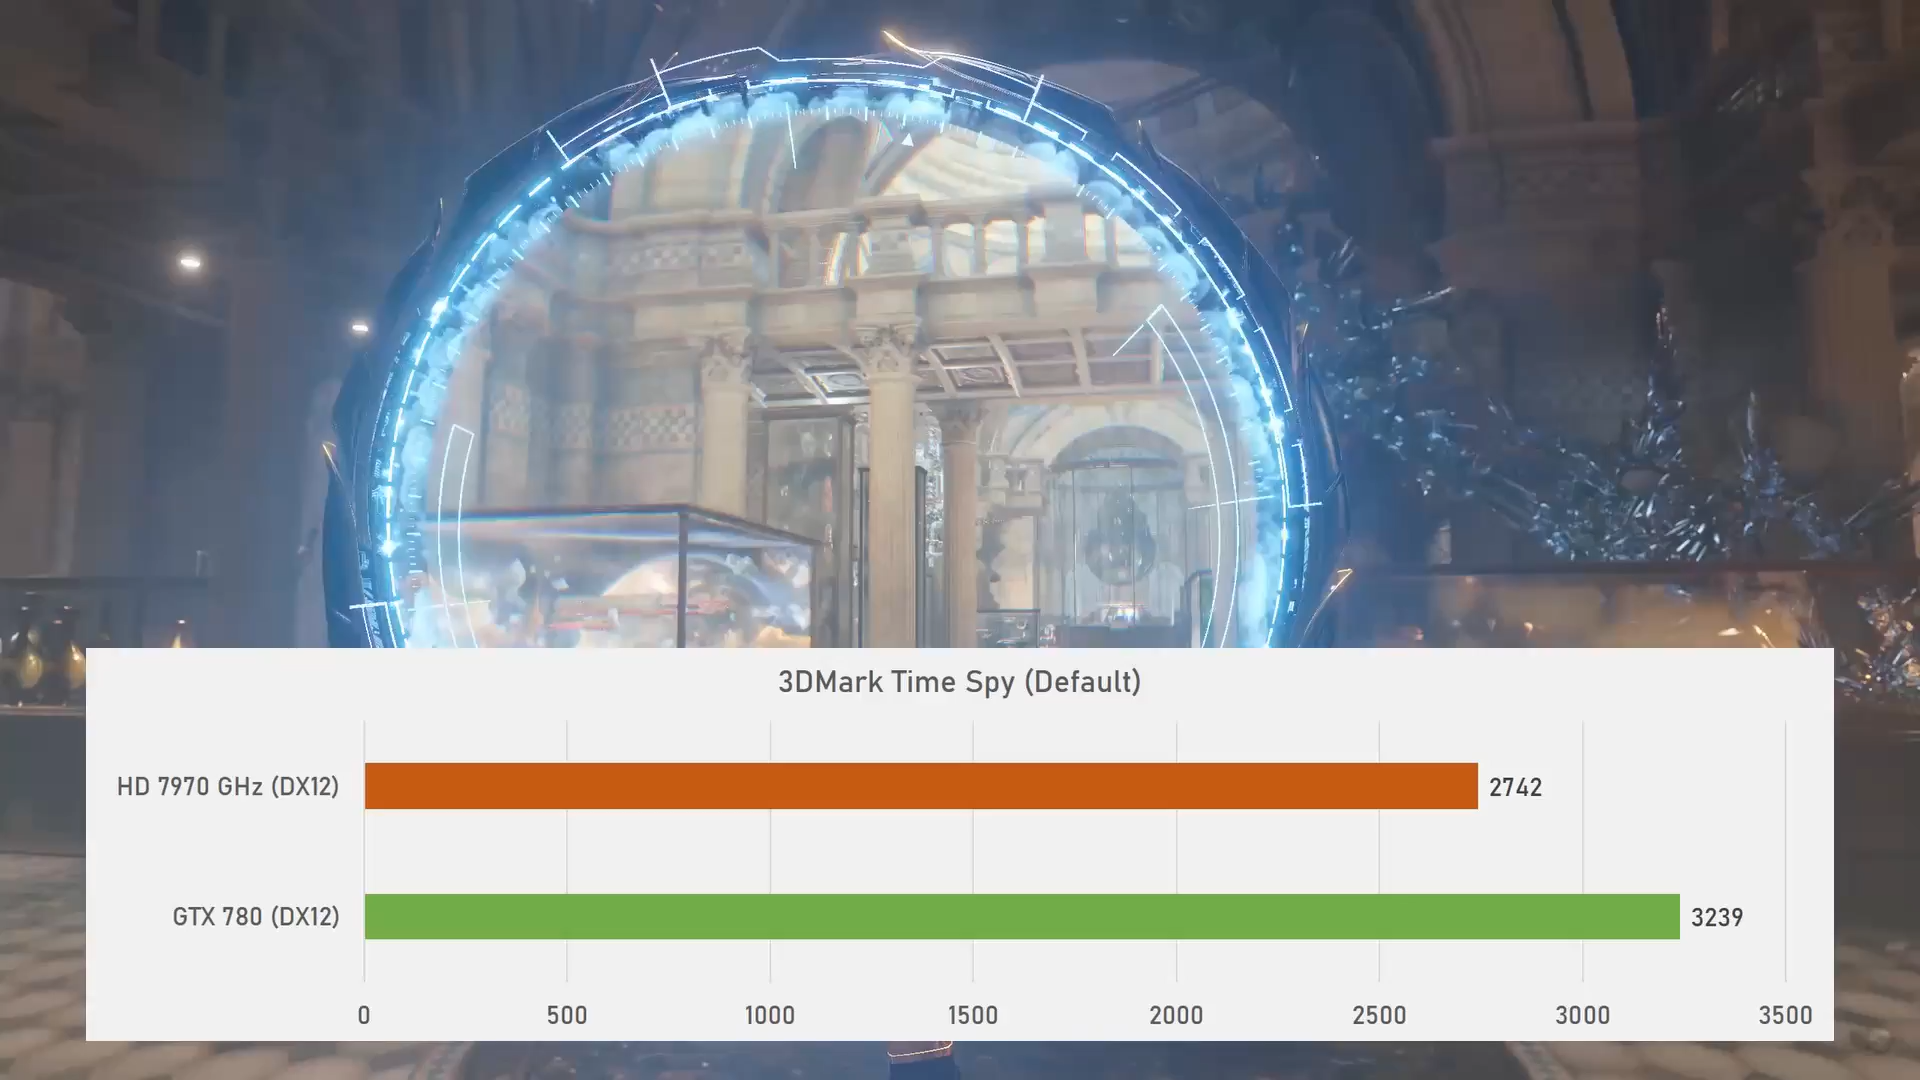 3DMark Time Spy (Default)
HD 7970 GHz (DX12)
2742
GTX 780 (DX12)
3239
0 500 1000 1500 2000 2500 3000 3500